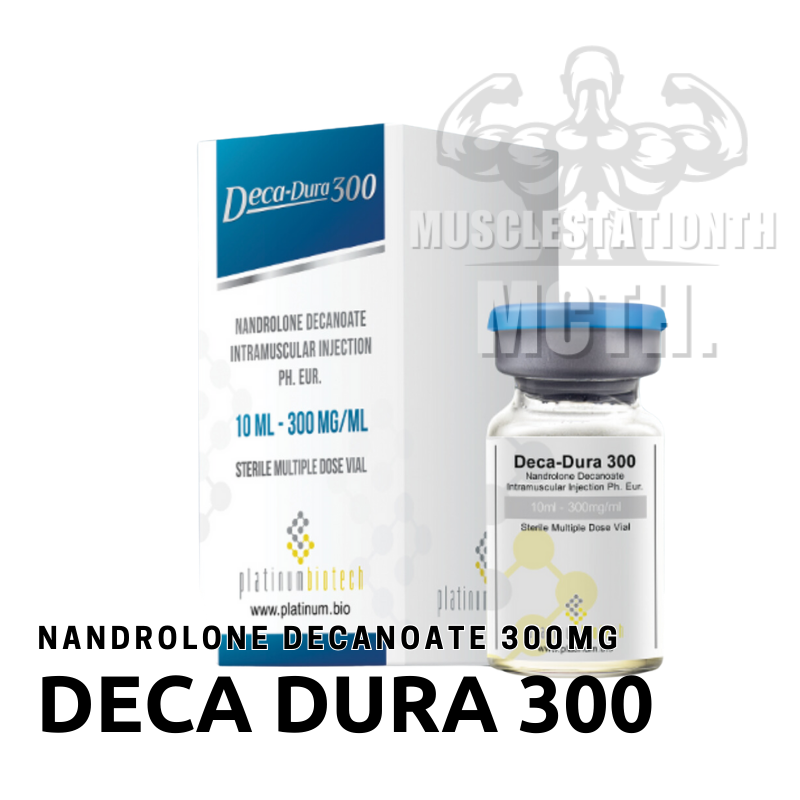 MUSCLESTATIONTH
MCTH.
Deca-Dura 300
NANDROLONE DECANOATE
INTRAMUSCULAR INJECTION
PH. EUR.
10 ML - 300 MG/ML
STERILE MULTIPLE DOSE VIAL
platinumbiotech
www.platinum.bio
platinum
Deca-Dura 300
Nandrolone Decanoate
Intramuscular Injection Ph. Eur.
10ml - 300mg/ml
Sterile Multiple Dose Vial
NANDROLONE DECANOATE 300MG
DECA DURA 300